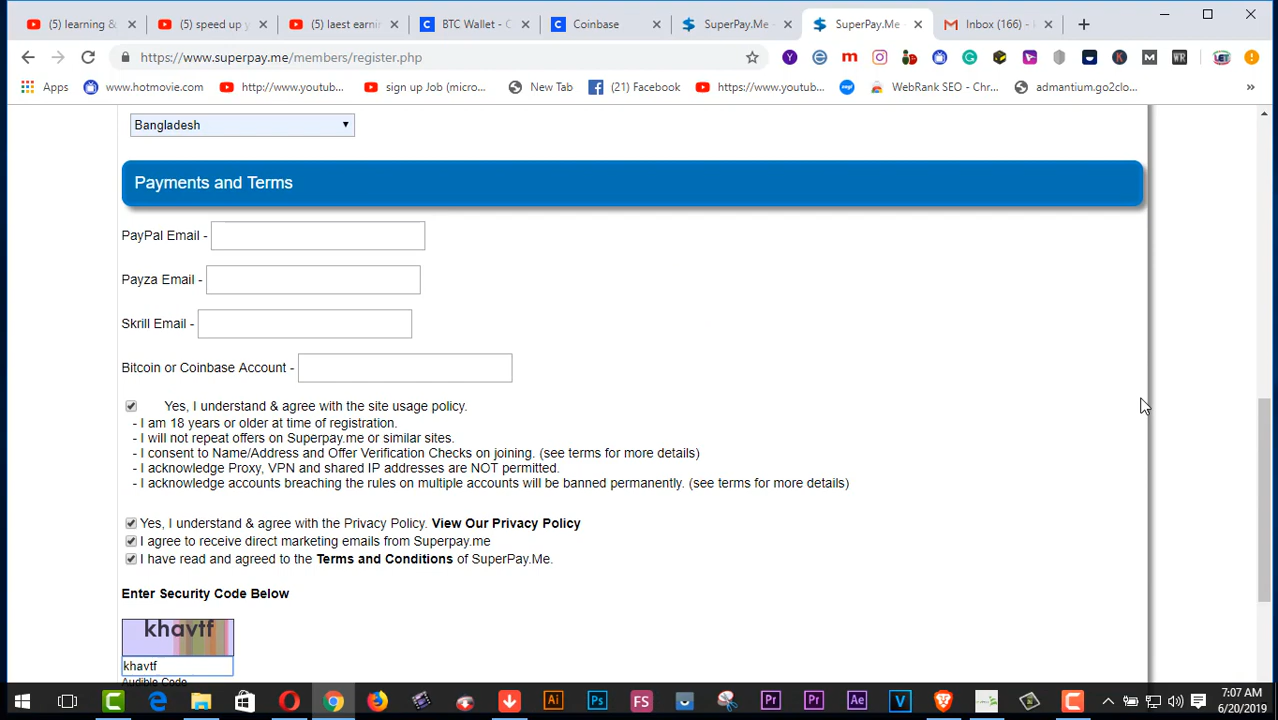 (5) learning &
(5) speed up y
(5) laest earni
BTC Wallet - C
Coinbase
SuperPay.Me
SuperPay.Me
Inbox (166) -
https://www.superpay.me/members/register.php
Apps
www.hotmovie.com
http://www.youtub...
sign up Job (micro...
New Tab
(21) Facebook
https://www.youtub...
WebRank SEO - Chr...
admantium.go2clo...
Bangladesh
Payments and Terms
PayPal Email -
Payza Email -
Skrill Email -
Bitcoin or Coinbase Account -
Yes, I understand & agree with the site usage policy.
- I am 18 years or older at time of registration.
- I will not repeat offers on Superpay.me or similar sites.
- I consent to Name/Address and Offer Verification Checks on joining. (see terms for more details)
- I acknowledge Proxy, VPN and shared IP addresses are NOT permitted.
- I acknowledge accounts breaching the rules on multiple accounts will be banned permanently. (see terms for more details)
Yes, I understand & agree with the Privacy Policy. View Our Privacy Policy
I agree to receive direct marketing emails from Superpay.me
I have read and agreed to the Terms and Conditions of SuperPay.Me.
Enter Security Code Below
khavtf
khavtf
Audible Code
7:07 AM
6/20/2019